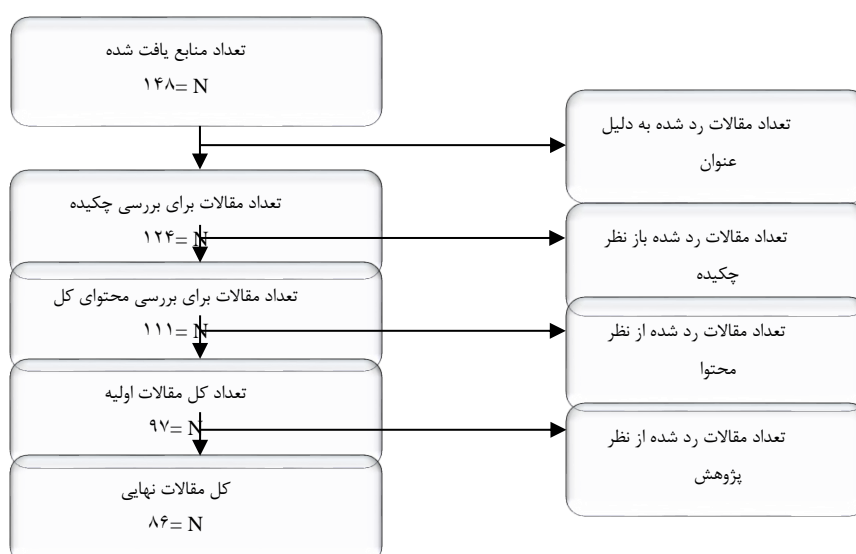 تعداد منابع یافت شده
۱۴۸= N
تعداد مقالات رد شده به دلیل
عنوان
تعداد مقالات برای بررسی چکیده
۱۲۴= N
تعداد مقالات رد شده باز نظر
چکیده
تعداد مقالات برای بررسی محتوای کل
۱۱۱= N
تعداد مقالات رد شده از نظر
محتوا
تعداد کل مقالات اولیه
۹۷= N
تعداد مقالات رد شده از نظر
پژوهش
کل مقالات نهایی
۸۶= N